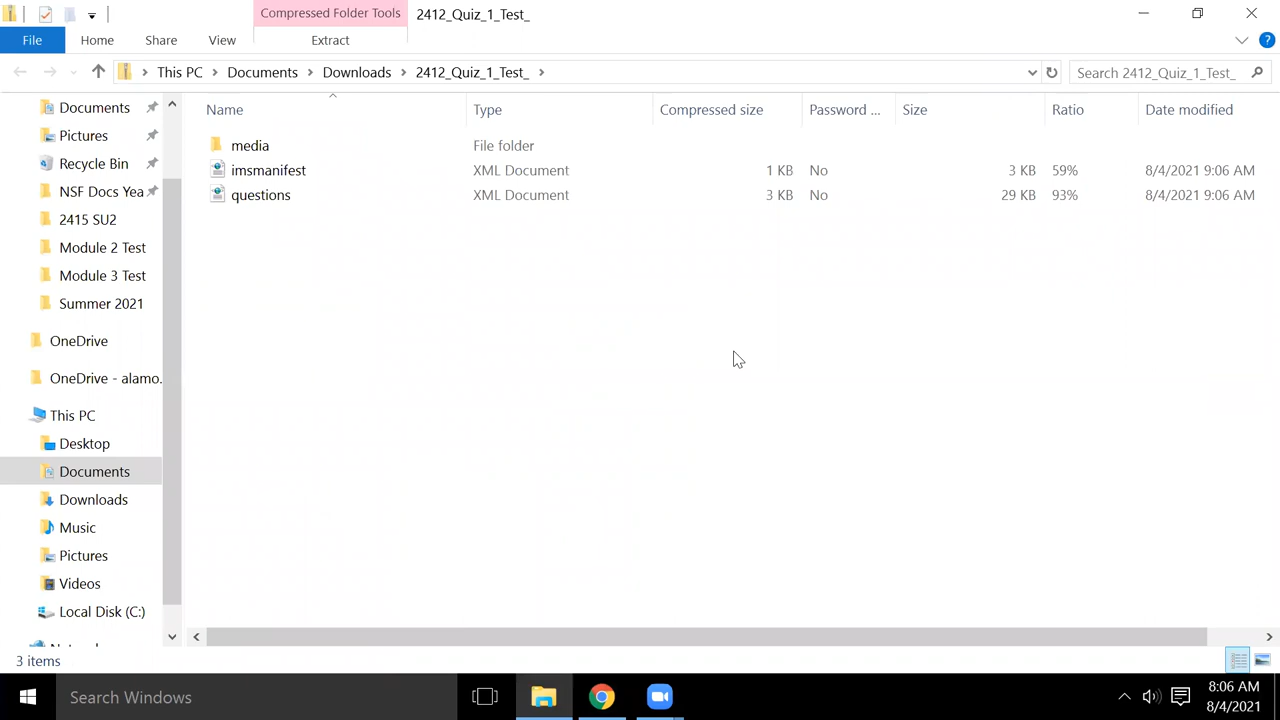 Compressed Folder Tools 2412_Quiz_1_Test_
File Home Share View Extract
This PC Documents Downloads 2412_Quiz_1_Test_ Search 2412_Quiz_1_Test_
Name Type Compressed size Password ... Size Ratio Date modified
media File folder
imsmanifest XML Document 1 KB No 3 KB 59% 8/4/2021 9:06 AM
questions XML Document 3 KB No 29 KB 93% 8/4/2021 9:06 AM
Documents
Pictures
Recycle Bin
NSF Docs Yea
2415 SU2
Module 2 Test
Module 3 Test
Summer 2021
OneDrive
OneDrive - alamo.
This PC
Desktop
Documents
Downloads
Music
Pictures
Videos
Local Disk (C:)
3 items
Search Windows
8:06 AM
8/4/2021